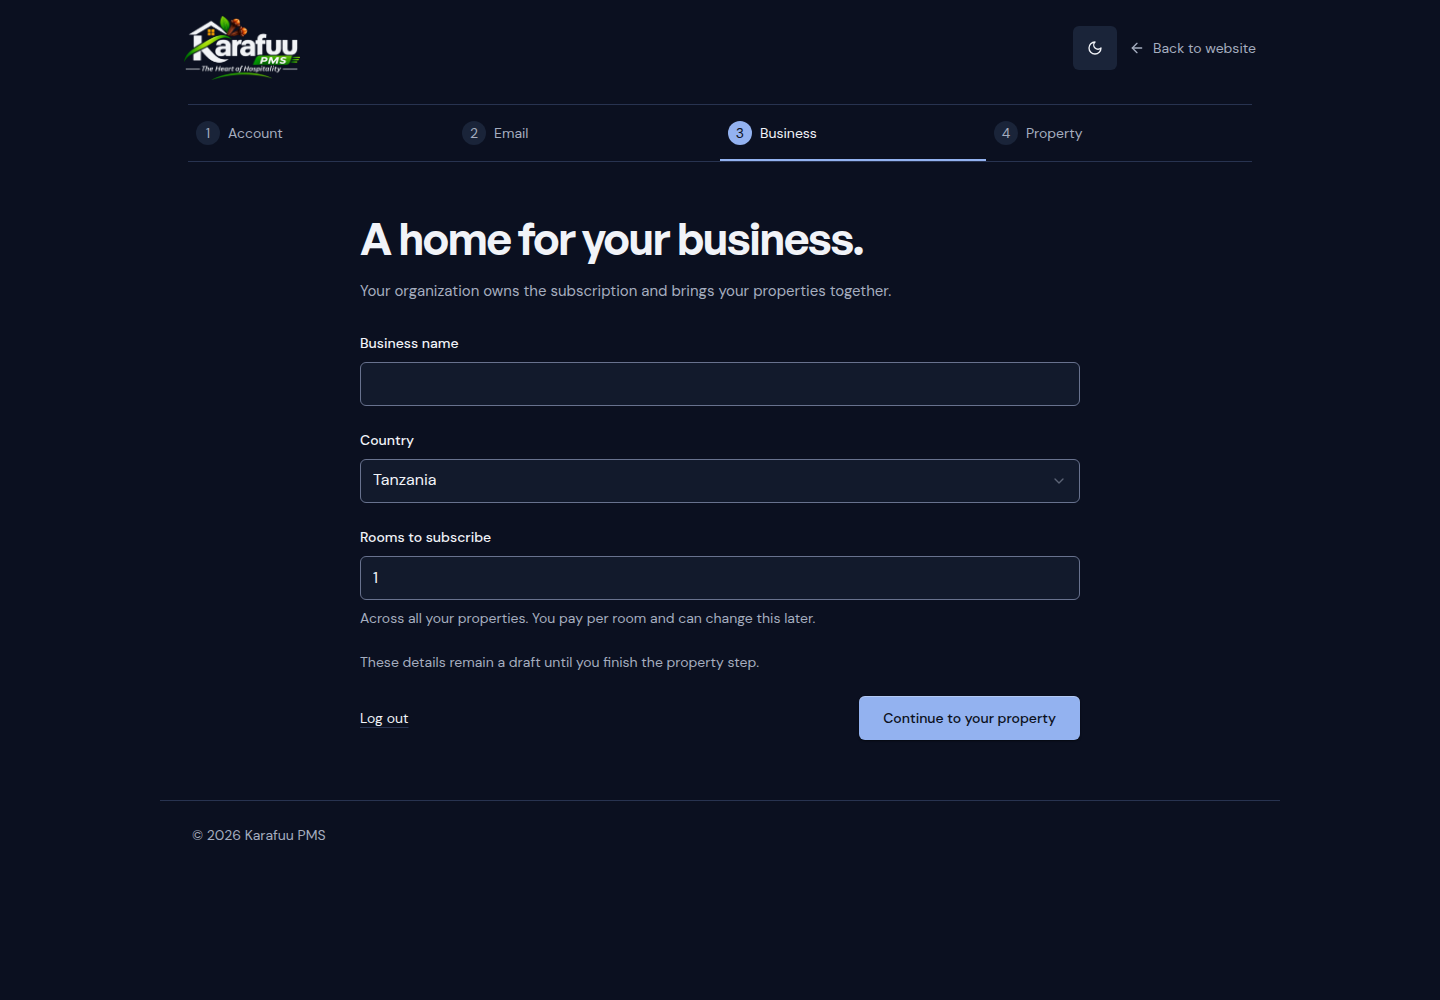 Karafuu
PMS
The Heart of Hospitality
Back to website
1 Account
2 Email
3 Business
4 Property
A home for your business.
Your organization owns the subscription and brings your properties together.
Business name
Country
Tanzania
Rooms to subscribe
1
Across all your properties. You pay per room and can change this later.
These details remain a draft until you finish the property step.
Log out
Continue to your property
© 2026 Karafuu PMS